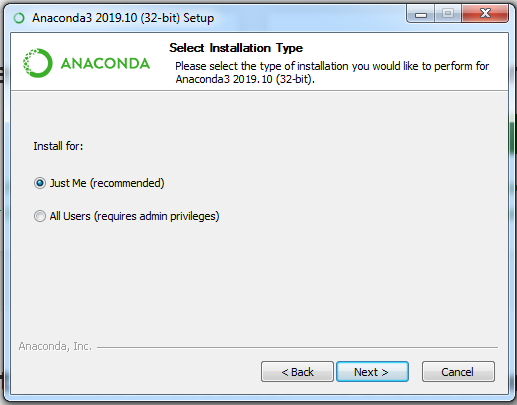 Anaconda3 2019.10 (32-bit) Setup
ANACONDA
Select Installation Type
Please select the type of installation you would like to perform for
Anaconda3 2019.10 (32-bit).
Install for:
Just Me (recommended)
All Users (requires admin privileges)
Anaconda, Inc.
< Back
Next >
Cancel